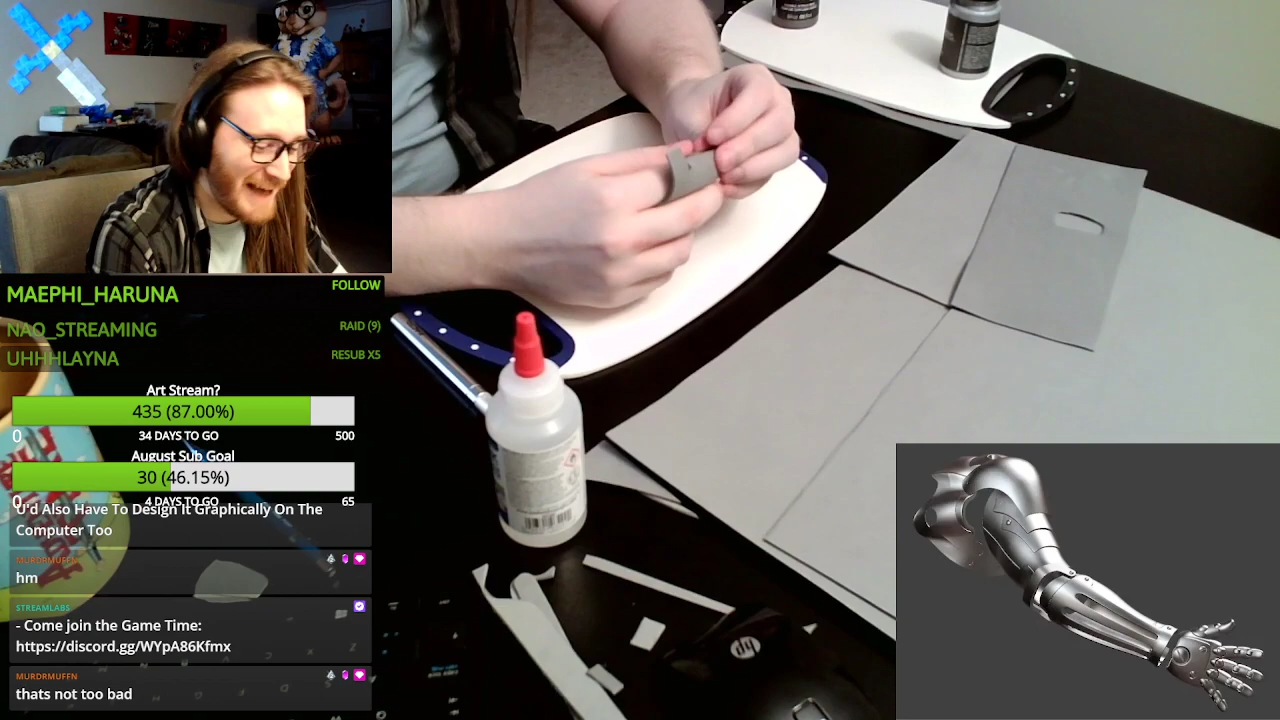 MAEPHI_HARUNA
FOLLOW
NAO_STREAMING
RAID (9)
UHHHLAYNA
RESUB X5
Art Stream?
435 (87.00%)
0
34 DAYS TO GO
500
August Sub Goal
30 (46.15%)
0
4 DAYS TO GO
65
U'd Also Have To Design It Graphically On The
Computer Too
MURDRMUFFN
hm
STREAMLABS
- Come join the Game Time:
https://discord.gg/WYpA86Kfmx
MURDRMUFFN
thats not too bad
hp